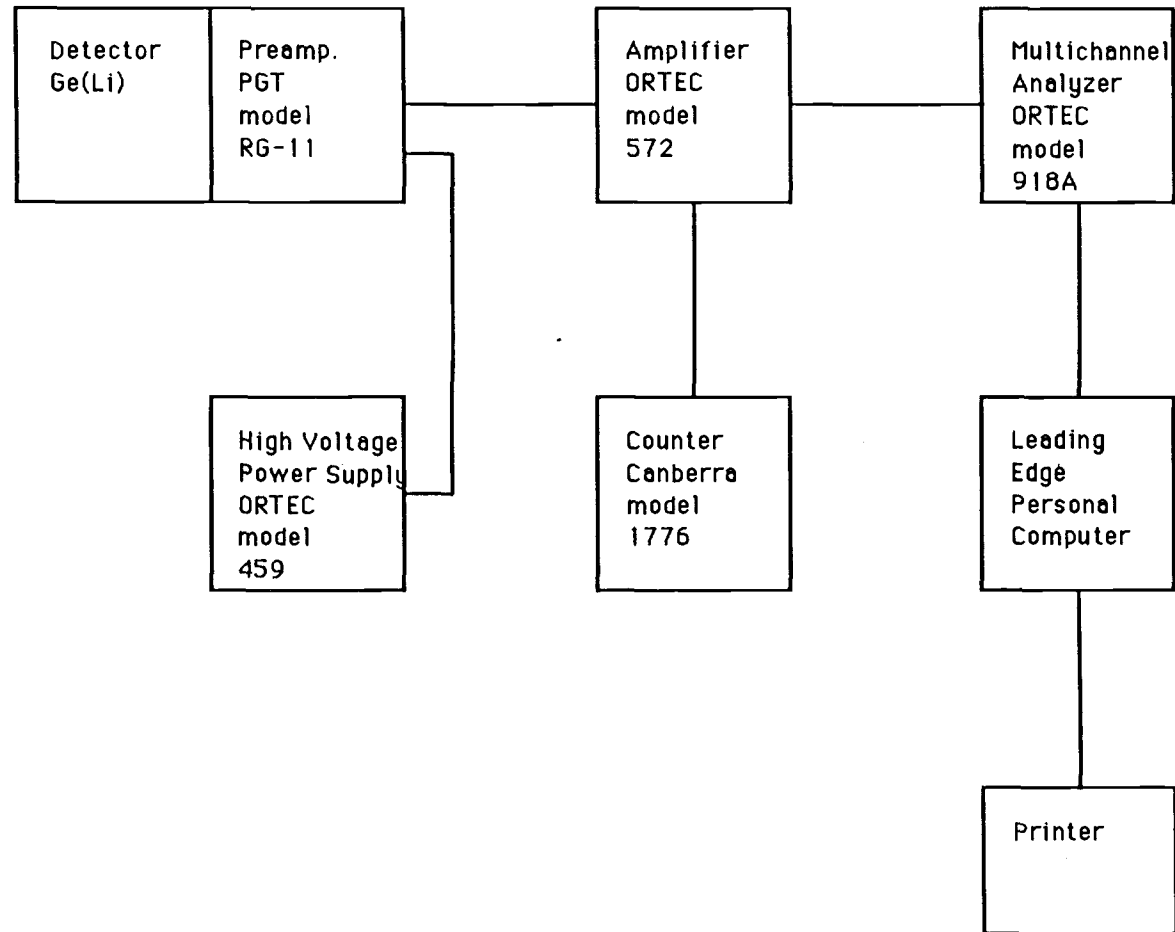 Detector
Ge(Li)
Preamp.
PGT
model
RG-11
Amplifier
ORTEC
model
572
Multichannel
Analyzer
ORTEC
model
918A
High Voltage
Power Supply
ORTEC
model
459
Counter
Canberra
model
1776
Leading
Edge
Personal
Computer
Printer